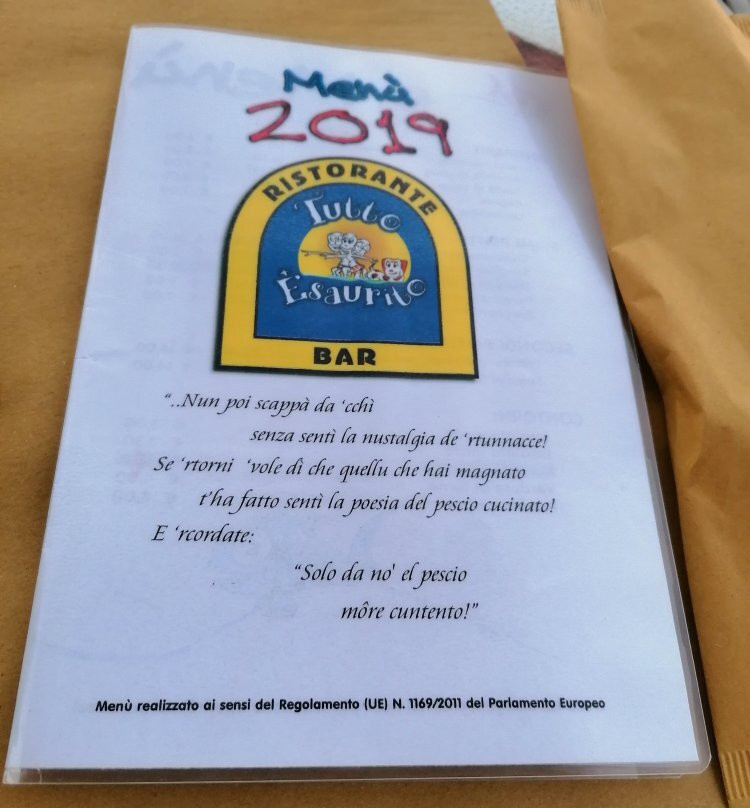 Menù
2019
RISTORANTE
Tutto
Èsaurito
BAR
“..Nun poi scappà da ‘cchì
senza sentì la nustalgia de ‘rtunnacce!
Se ‘rtorni ‘vole dì che quellu che hai magnato
t’ha fatto sentì la poesia del pescio cucinato!
E ‘rcordate:
“Solo da no’ el pescio
môre cuntento!”
Menù realizzato ai sensi del Regolamento (UE) N. 1169/2011 del Parlamento Europeo